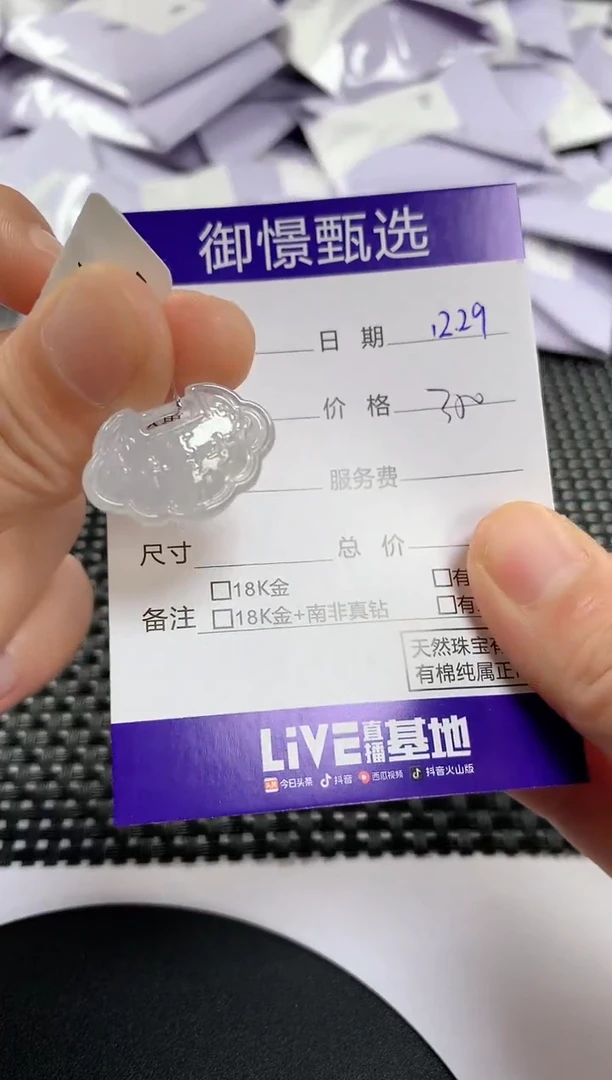 御憬甄选
日期 1229
价格 300
服务费
尺寸 总价
□18K金 □有
备注 □18K金+南非真钻 □有
天然珠宝有
有棉纯属正
LiVE直播基地
头条 今日头条 抖音 西瓜视频 抖音火山版